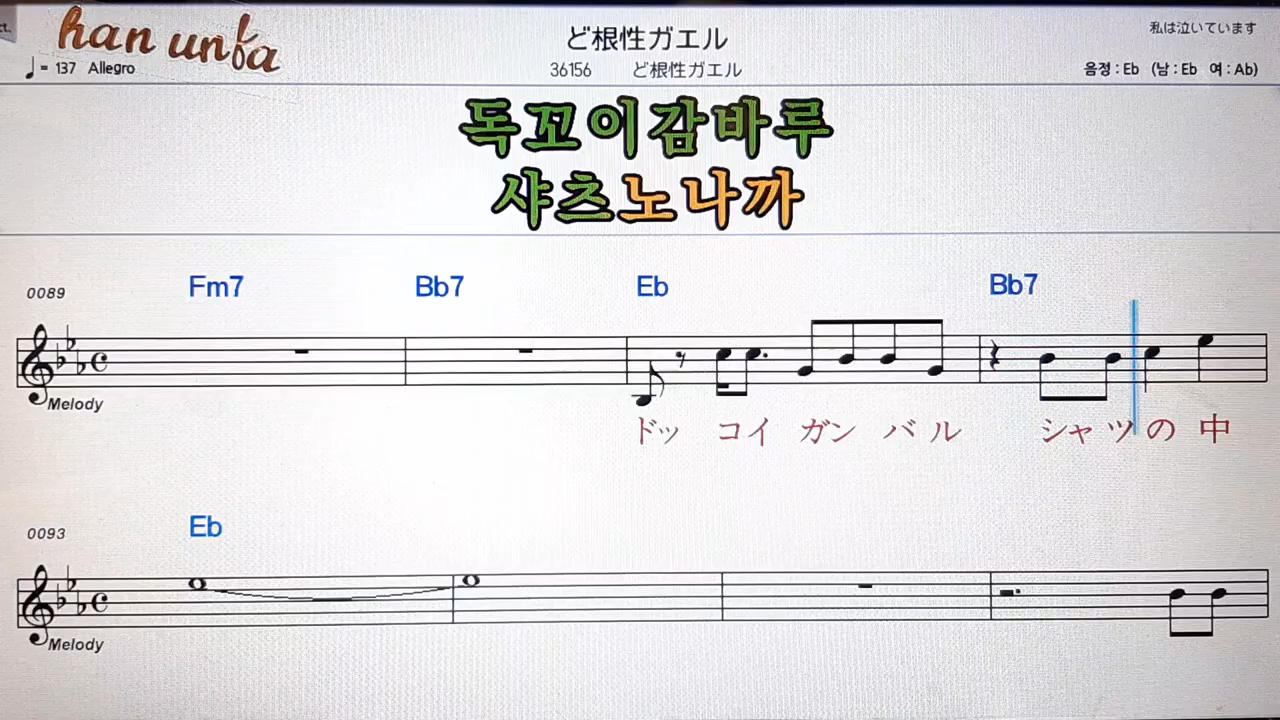 ct.
han unfa
♩= 137 Allegro
ど根性ガエル
36156 ど根性ガエル
私は泣いています
음정 : Eb (남 : Eb 여 : Ab)
독꼬이감바루
샤츠노나까
0089 Fm7 Bb7 Eb Bb7
Melody
ドッ コイ ガン バ ル シャ ツ の 中
0093 Eb
Melody